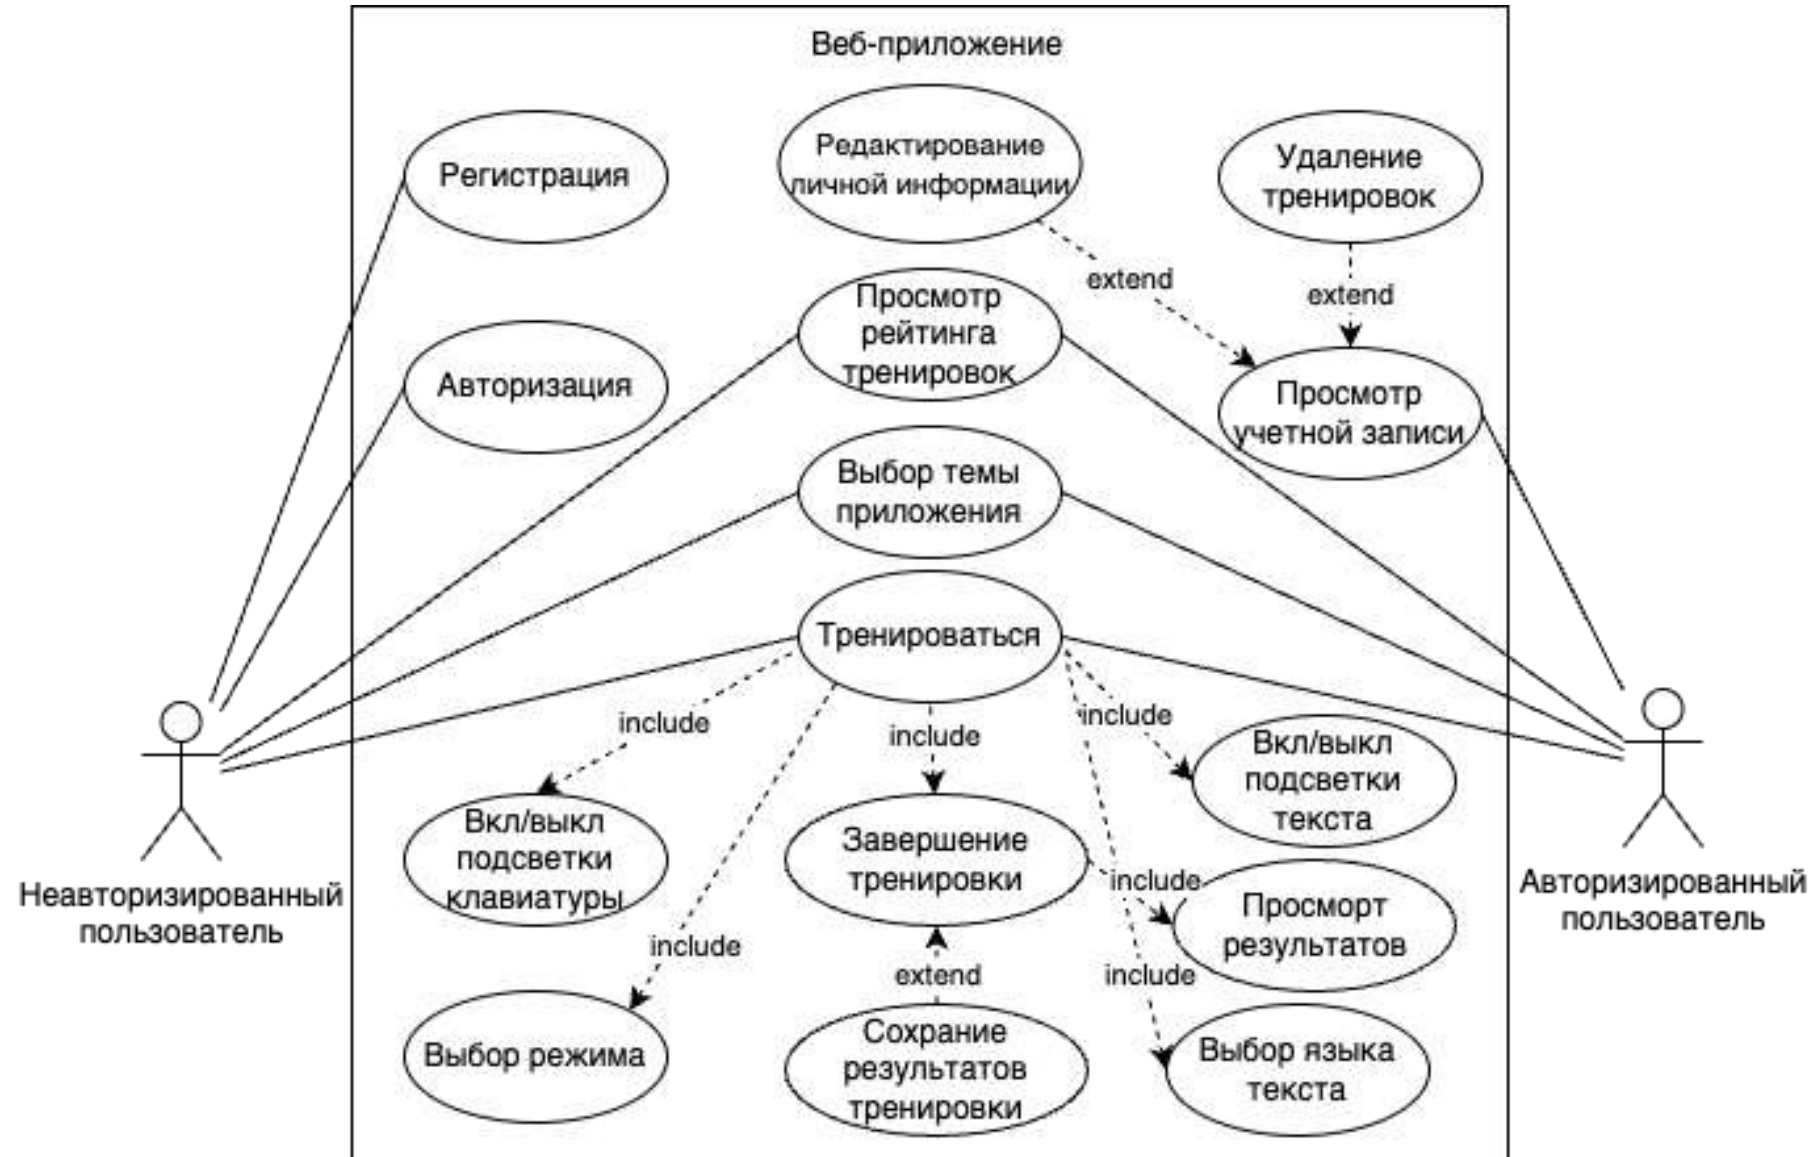 Веб-приложение
Регистрация
Редактирование
личной информации
Удаление
тренировок
extend
extend
Просмотр
рейтинга
тренировок
Авторизация
Просмотр
учетной записи
Выбор темы
приложения
Тренироваться
include
include
include
Вкл/выкл
подсветки
текста
Вкл/выкл
подсветки
клавиатуры
Завершение
тренировки
include
Просморт
результатов
Неавторизированный
пользователь
Авторизированный
пользователь
include
extend
include
Выбор режима
Сохрание
результатов
тренировки
Выбор языка
текста